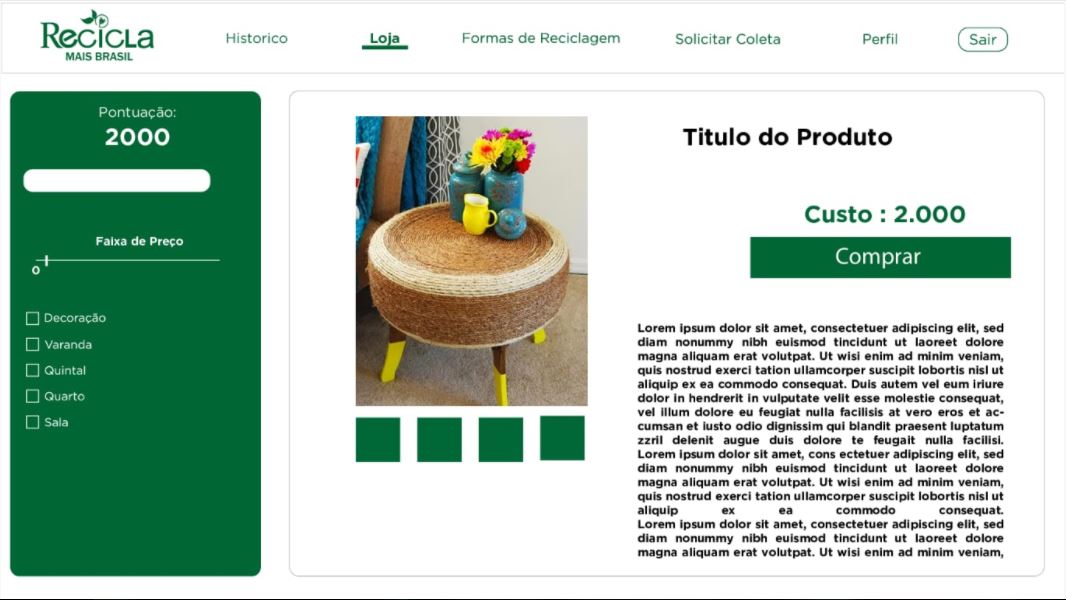 Recicla
MAIS BRASIL
Historico
Loja
Formas de Reciclagem
Solicitar Coleta
Perfil
Sair
Pontuação:
2000
Faixa de Preço
0
Decoração
Varanda
Quintal
Quarto
Sala
Titulo do Produto
Custo : 2.000
Comprar
Lorem ipsum dolor sit amet, consectetuer adipiscing elit, sed
diam nonummy nibh euismod tincidunt ut laoreet dolore
magna aliquam erat volutpat. Ut wisi enim ad minim veniam,
quis nostrud exerci tation ullamcorper suscipit lobortis nisl ut
aliquip ex ea commodo consequat. Duis autem vel eum iriure
dolor in hendrerit in vulputate velit esse molestie consequat,
vel illum dolore eu feugiat nulla facilisis at vero eros et ac-
cumsan et iusto odio dignissim qui blandit praesent luptatum
zzril delenit augue duis dolore te feugait nulla facilisi.
Lorem ipsum dolor sit amet, cons ectetuer adipiscing elit, sed
diam nonummy nibh euismod tincidunt ut laoreet dolore
magna aliquam erat volutpat. Ut wisi enim ad minim veniam,
quis nostrud exerci tation ullamcorper suscipit lobortis nisl ut
aliquip ex ea commodo consequat.
Lorem ipsum dolor sit amet, consectetuer adipiscing elit, sed
diam nonummy nibh euismod tincidunt ut laoreet dolore
magna aliquam erat volutpat. Ut wisi enim ad minim veniam,